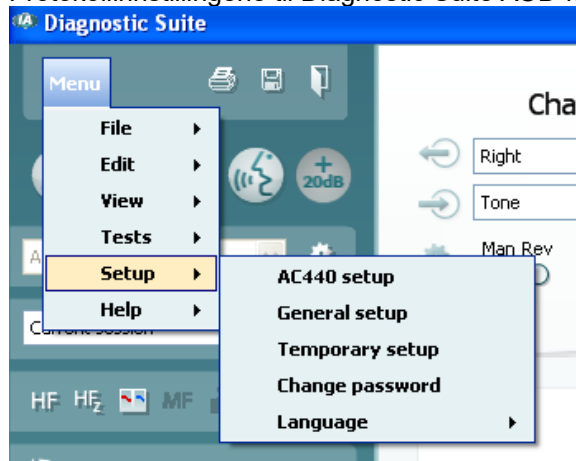 Diagnostic Suite
Menu
File
Edit
View
Tests
Setup
Help
+
20dB
AC440 setup
General setup
Temporary setup
Change password
Language
HF HFz MF
Cha
Right
Tone
Man Rev